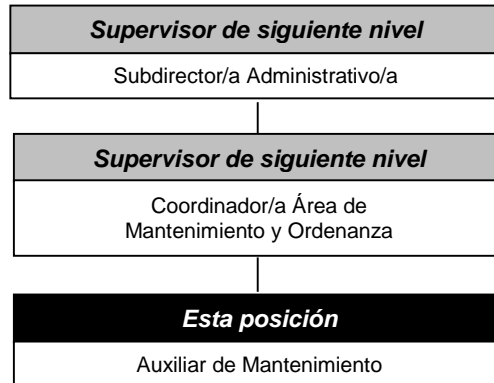 Supervisor de siguiente nivel
Subdirector/a Administrativo/a
Supervisor de siguiente nivel
Coordinador/a Área de
Mantenimiento y Ordenanza
Esta posición
Auxiliar de Mantenimiento